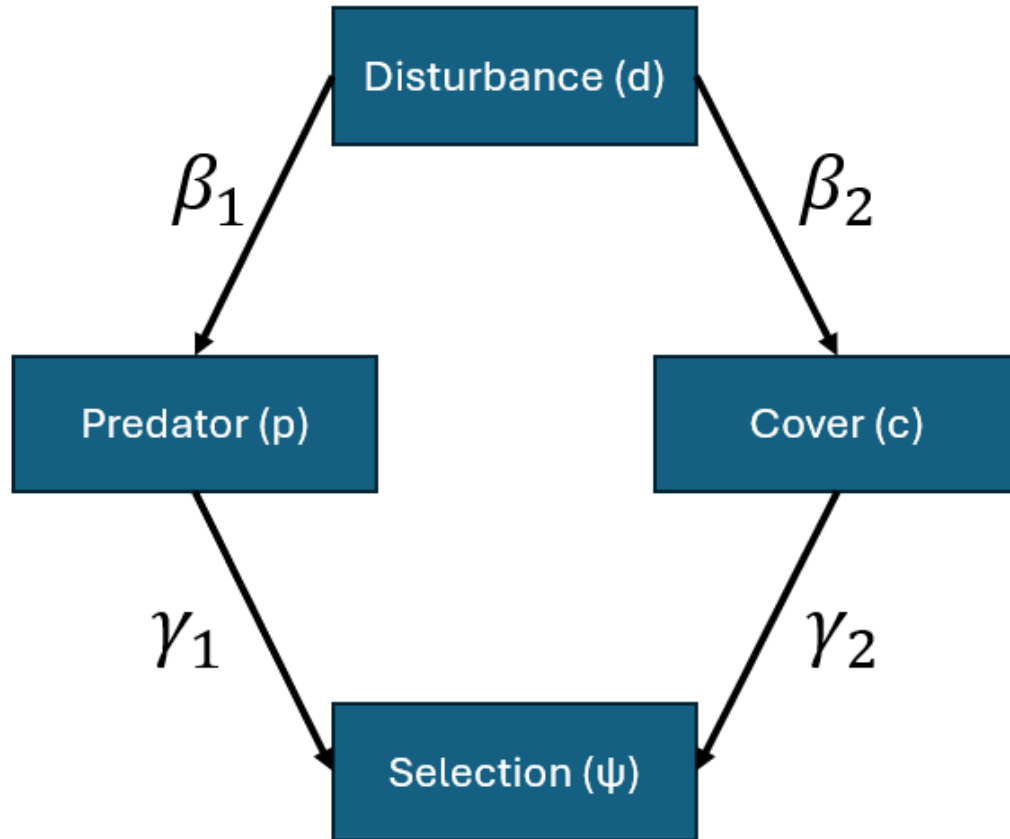 Disturbance (d)
β₁
β₂
Predator (p)
Cover (c)
γ₁
γ₂
Selection (ψ)